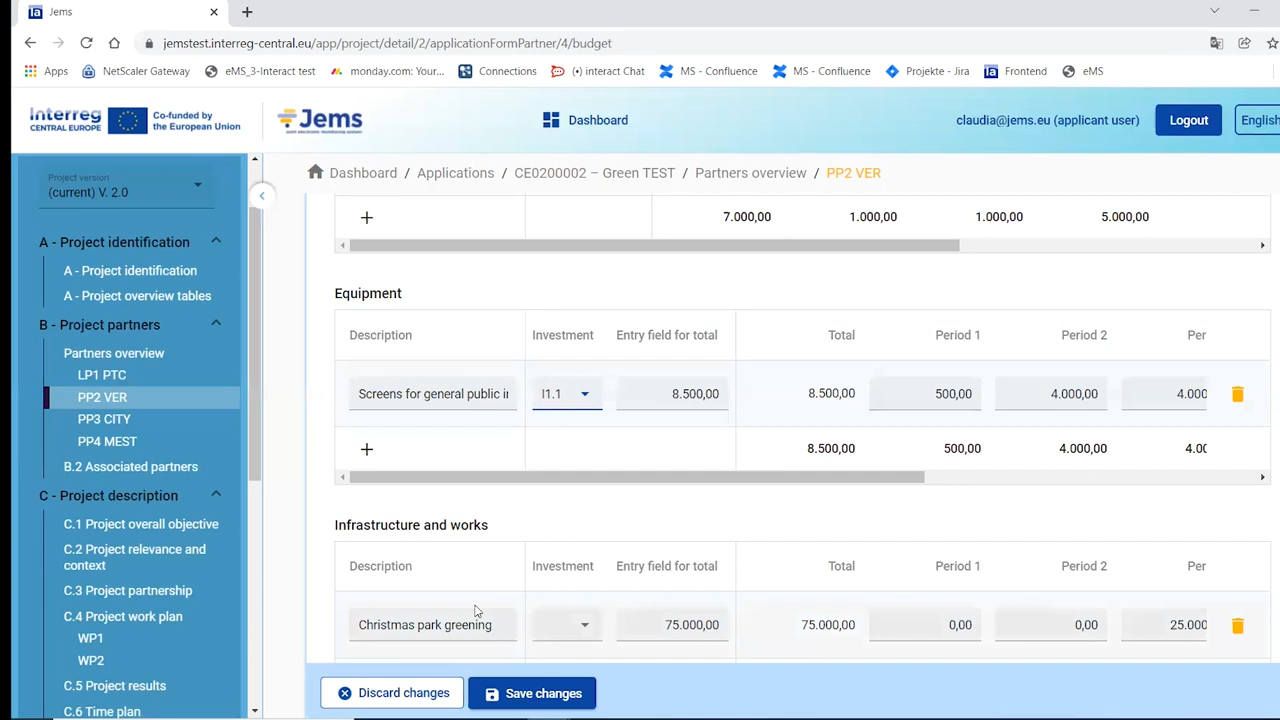 Jems
jemstest.interreg-central.eu/app/project/detail/2/applicationFormPartner/4/budget
Apps NetScaler Gateway eMS_3-Interact test monday.com: Your... Connections (•) interact Chat MS - Confluence MS - Confluence Projekte - Jira Frontend eMS
Interreg CENTRAL EUROPE Co-funded by the European Union Jems Dashboard claudia@jems.eu (applicant user) Logout English
Project version
(current) V. 2.0
Dashboard / Applications / CE0200002 – Green TEST / Partners overview / PP2 VER
A - Project identification
A - Project identification
A - Project overview tables
B - Project partners
Partners overview
LP1 PTC
PP2 VER
PP3 CITY
PP4 MEST
B.2 Associated partners
C - Project description
C.1 Project overall objective
C.2 Project relevance and
context
C.3 Project partnership
C.4 Project work plan
WP1
WP2
C.5 Project results
C.6 Time plan
+ 7.000,00 1.000,00 1.000,00 5.000,00
Equipment
Description Investment Entry field for total Total Period 1 Period 2 Per
Screens for general public i I1.1 8.500,00 8.500,00 500,00 4.000,00 4.000
+ 8.500,00 500,00 4.000,00 4.0
Infrastructure and works
Description Investment Entry field for total Total Period 1 Period 2 Per
Christmas park greening 75.000,00 75.000,00 0,00 0,00 25.000
Discard changes Save changes